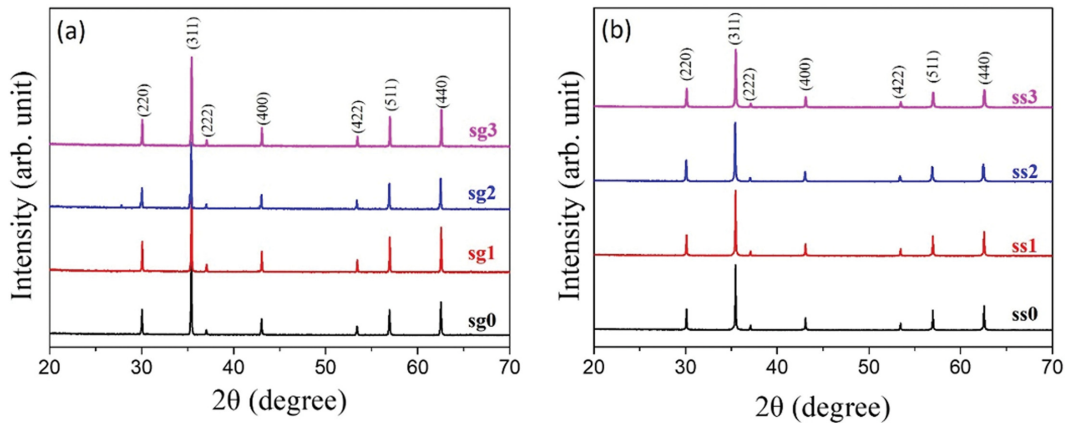 (a)
Intensity (arb. unit)
(220)
(311)
(222)
(400)
(422)
(511)
(440)
sg3
sg2
sg1
sg0
20 30 40 50 60 70
2θ (degree)
(b)
Intensity (arb. unit)
(220)
(311)
(222)
(400)
(422)
(511)
(440)
ss3
ss2
ss1
ss0
20 30 40 50 60 70
2θ (degree)